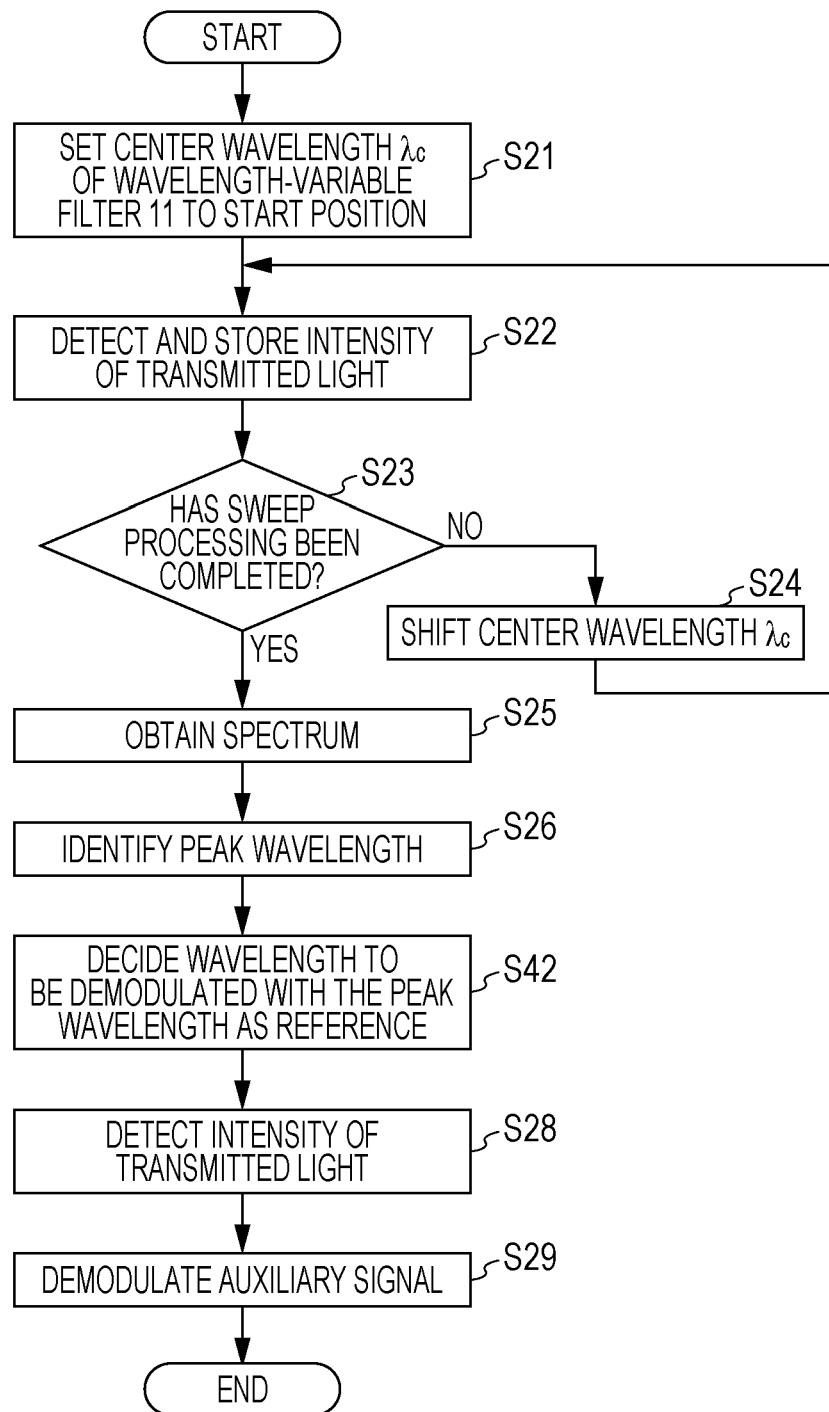 START
SET CENTER WAVELENGTH λc
OF WAVELENGTH-VARIABLE
FILTER 11 TO START POSITION
S21
DETECT AND STORE INTENSITY
OF TRANSMITTED LIGHT
S22
HAS SWEEP
PROCESSING BEEN
COMPLETED?
S23
NO
YES
S24
SHIFT CENTER WAVELENGTH λc
OBTAIN SPECTRUM
S25
IDENTIFY PEAK WAVELENGTH
S26
DECIDE WAVELENGTH TO
BE DEMODULATED WITH THE PEAK
WAVELENGTH AS REFERENCE
S42
DETECT INTENSITY OF
TRANSMITTED LIGHT
S28
DEMODULATE AUXILIARY SIGNAL
S29
END